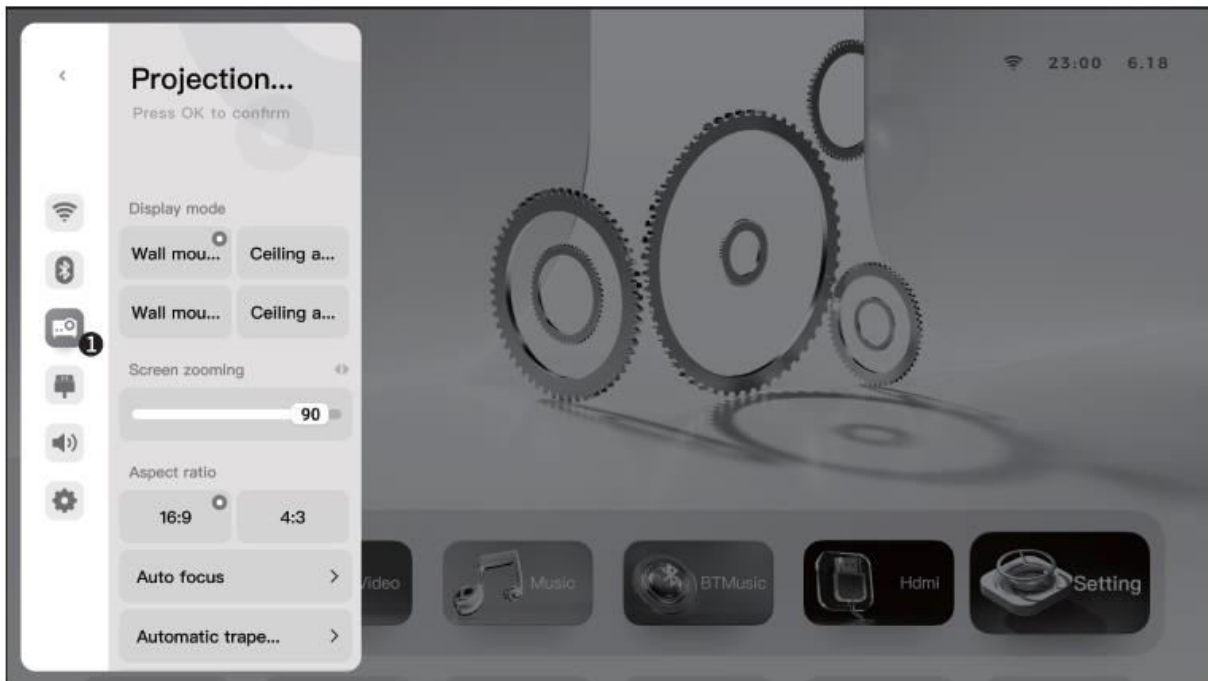 Projection...
Press OK to confirm
23:00 6.18
Display mode
Wall mou... Ceiling a...
Wall mou... Ceiling a...
1
Screen zooming
90
Aspect ratio
16:9 4:3
Auto focus
Automatic trape...
Video Music BTMusic Hdmi Setting